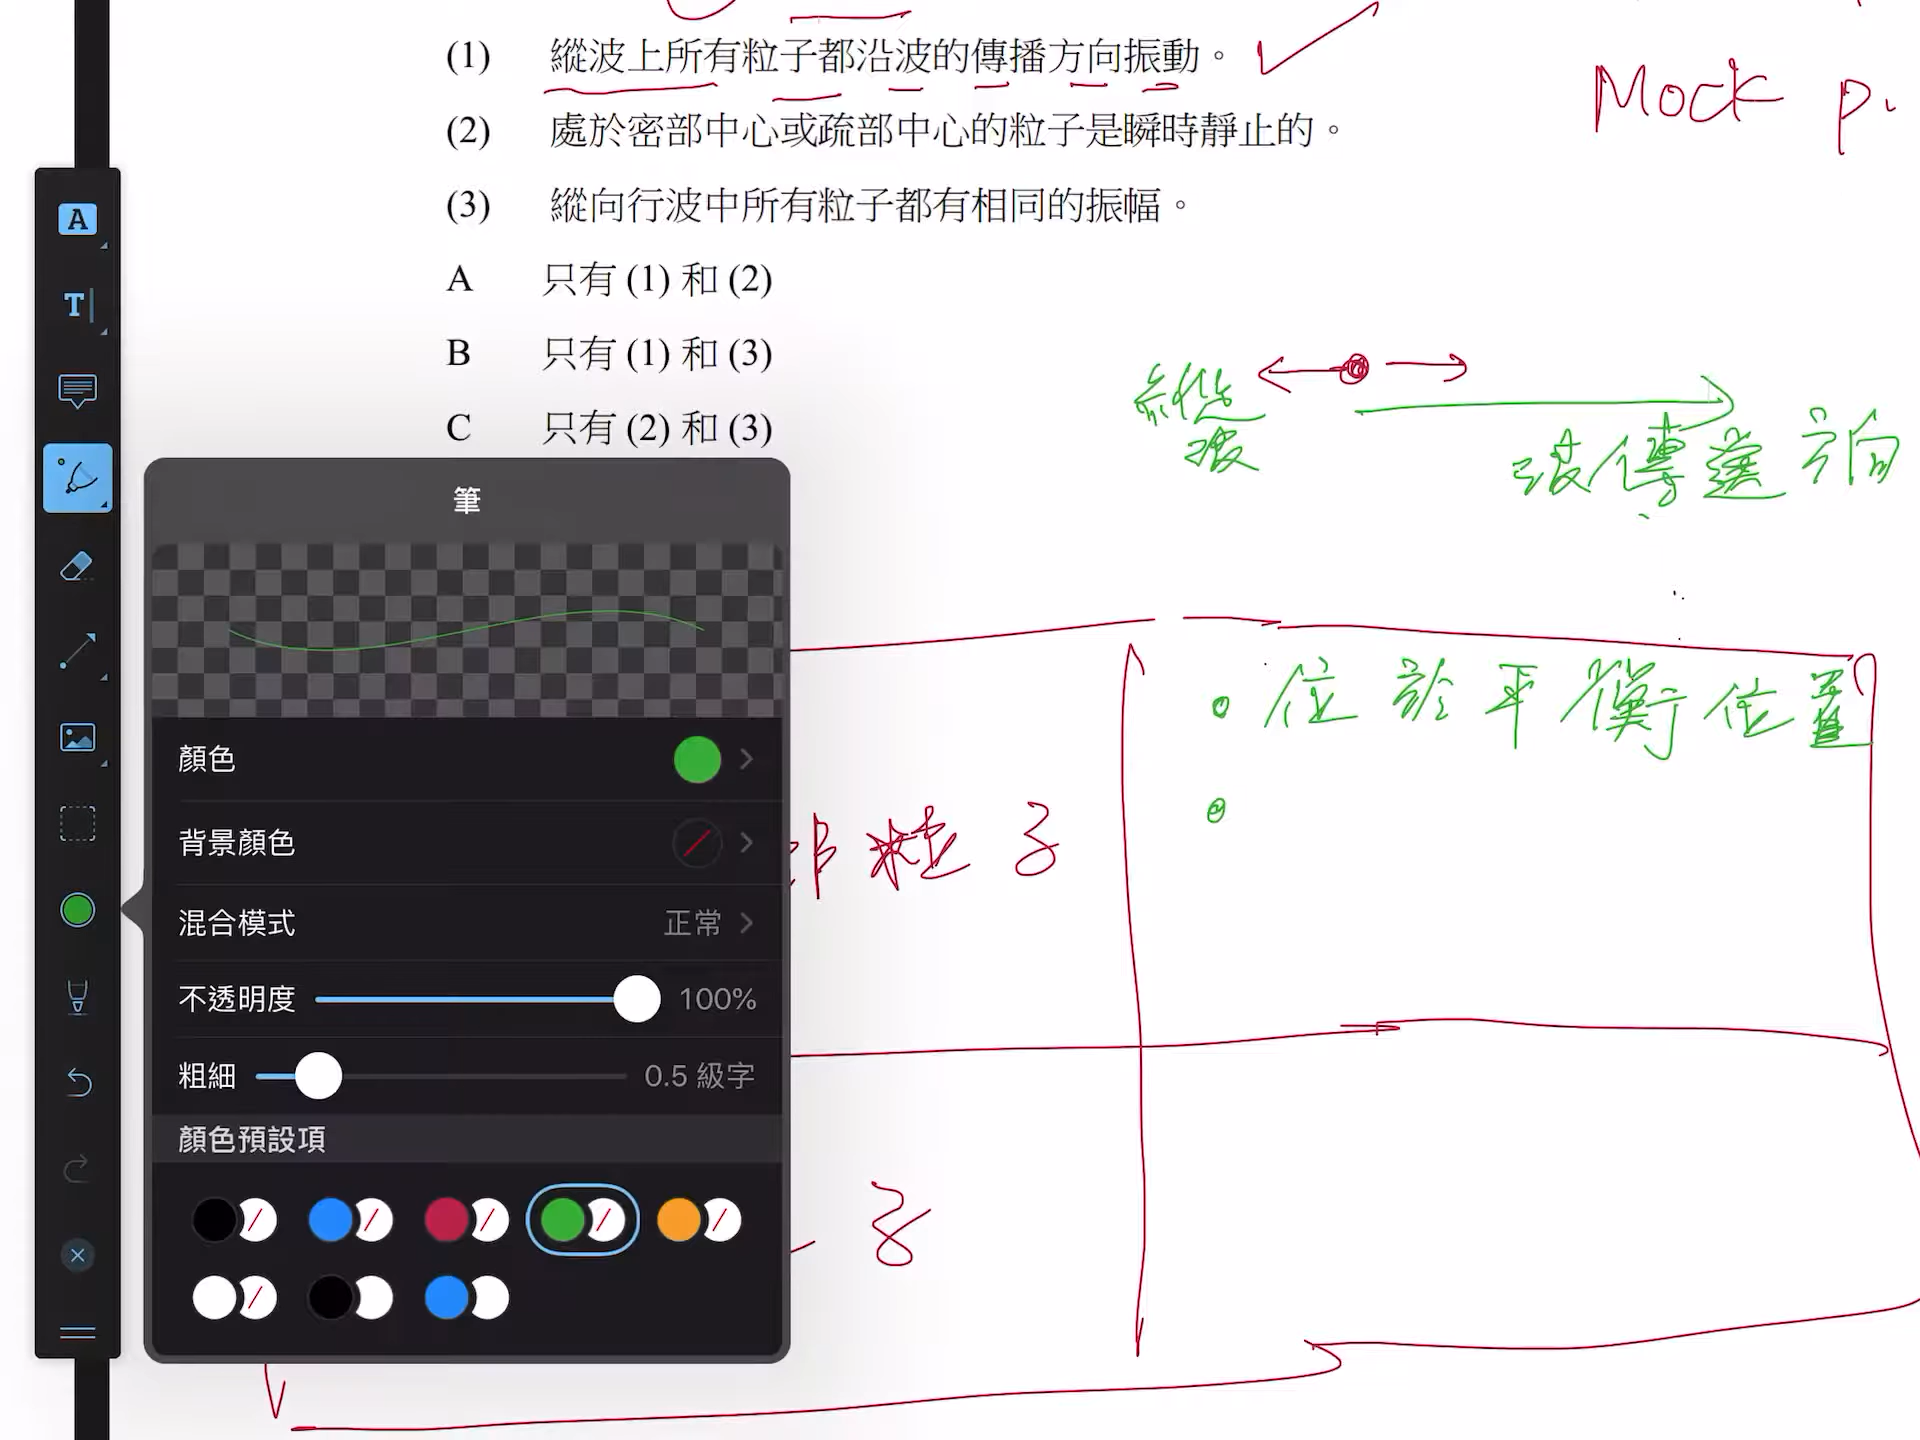 (1) 縱波上所有粒子都沿波的傳播方向振動。
Mock p.
(2) 處於密部中心或疏部中心的粒子是瞬時靜止的。
(3) 縱向行波中所有粒子都有相同的振幅。
A 只有 (1) 和 (2)
B 只有 (1) 和 (3)
C 只有 (2) 和 (3)
縱波
波傳遞方向
筆
位於平衡位置
顏色
背景顏色
粒子
混合模式 正常
不透明度 100%
粗細 0.5 級字
顏色預設項
子
A
T